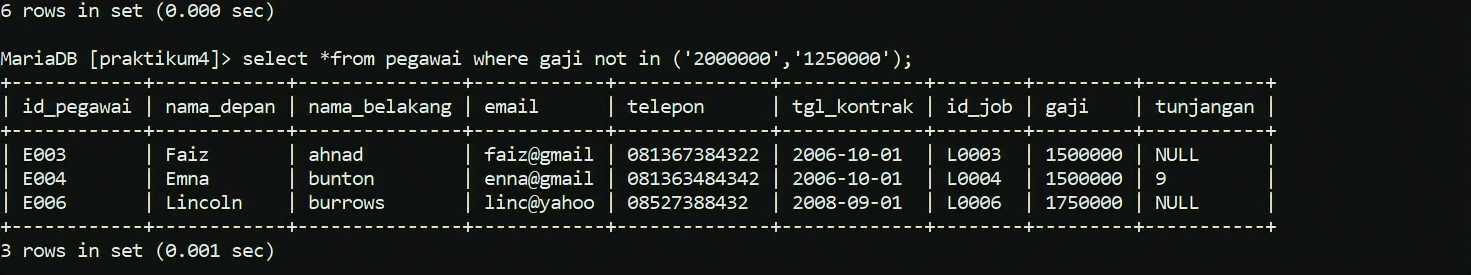 6 rows in set (0.000 sec)
MariaDB [praktikum4]> select *from pegawai where gaji not in ('2000000','1250000');
+------------+------------+---------------+-----------+--------------+-------------+--------+---------+-----------+
| id_pegawai | nama_depan | nama_belakang | email     | telepon      | tgl_kontrak | id_job | gaji    | tunjangan |
+------------+------------+---------------+-----------+--------------+-------------+--------+---------+-----------+
| E003       | Faiz       | ahnad         | faiz@gmail | 081367384322 | 2006-10-01  | L0003  | 1500000 | NULL      |
| E004       | Emna       | bunton        | enna@gmail | 081363484342 | 2006-10-01  | L0004  | 1500000 | 9         |
| E006       | Lincoln    | burrows       | linc@yahoo | 08527388432  | 2008-09-01  | L0006  | 1750000 | NULL      |
+------------+------------+---------------+-----------+--------------+-------------+--------+---------+-----------+
3 rows in set (0.001 sec)